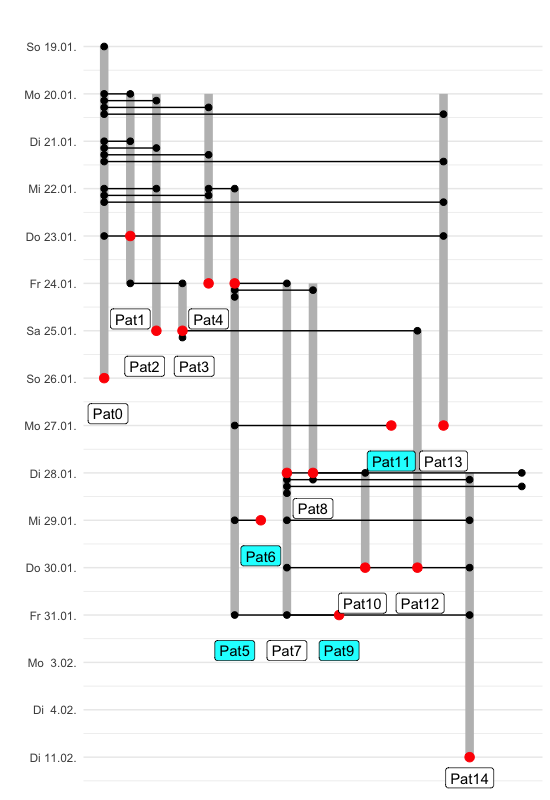 So 19.01.
Mo 20.01.
Di 21.01.
Mi 22.01.
Do 23.01.
Fr 24.01.
Pat1 Pat4
Sa 25.01.
Pat2 Pat3
So 26.01.
Pat0
Mo 27.01.
Pat11 Pat13
Di 28.01.
Pat8
Mi 29.01.
Pat6
Do 30.01.
Pat10 Pat12
Fr 31.01.
Pat5 Pat7 Pat9
Mo 3.02.
Di 4.02.
Di 11.02.
Pat14